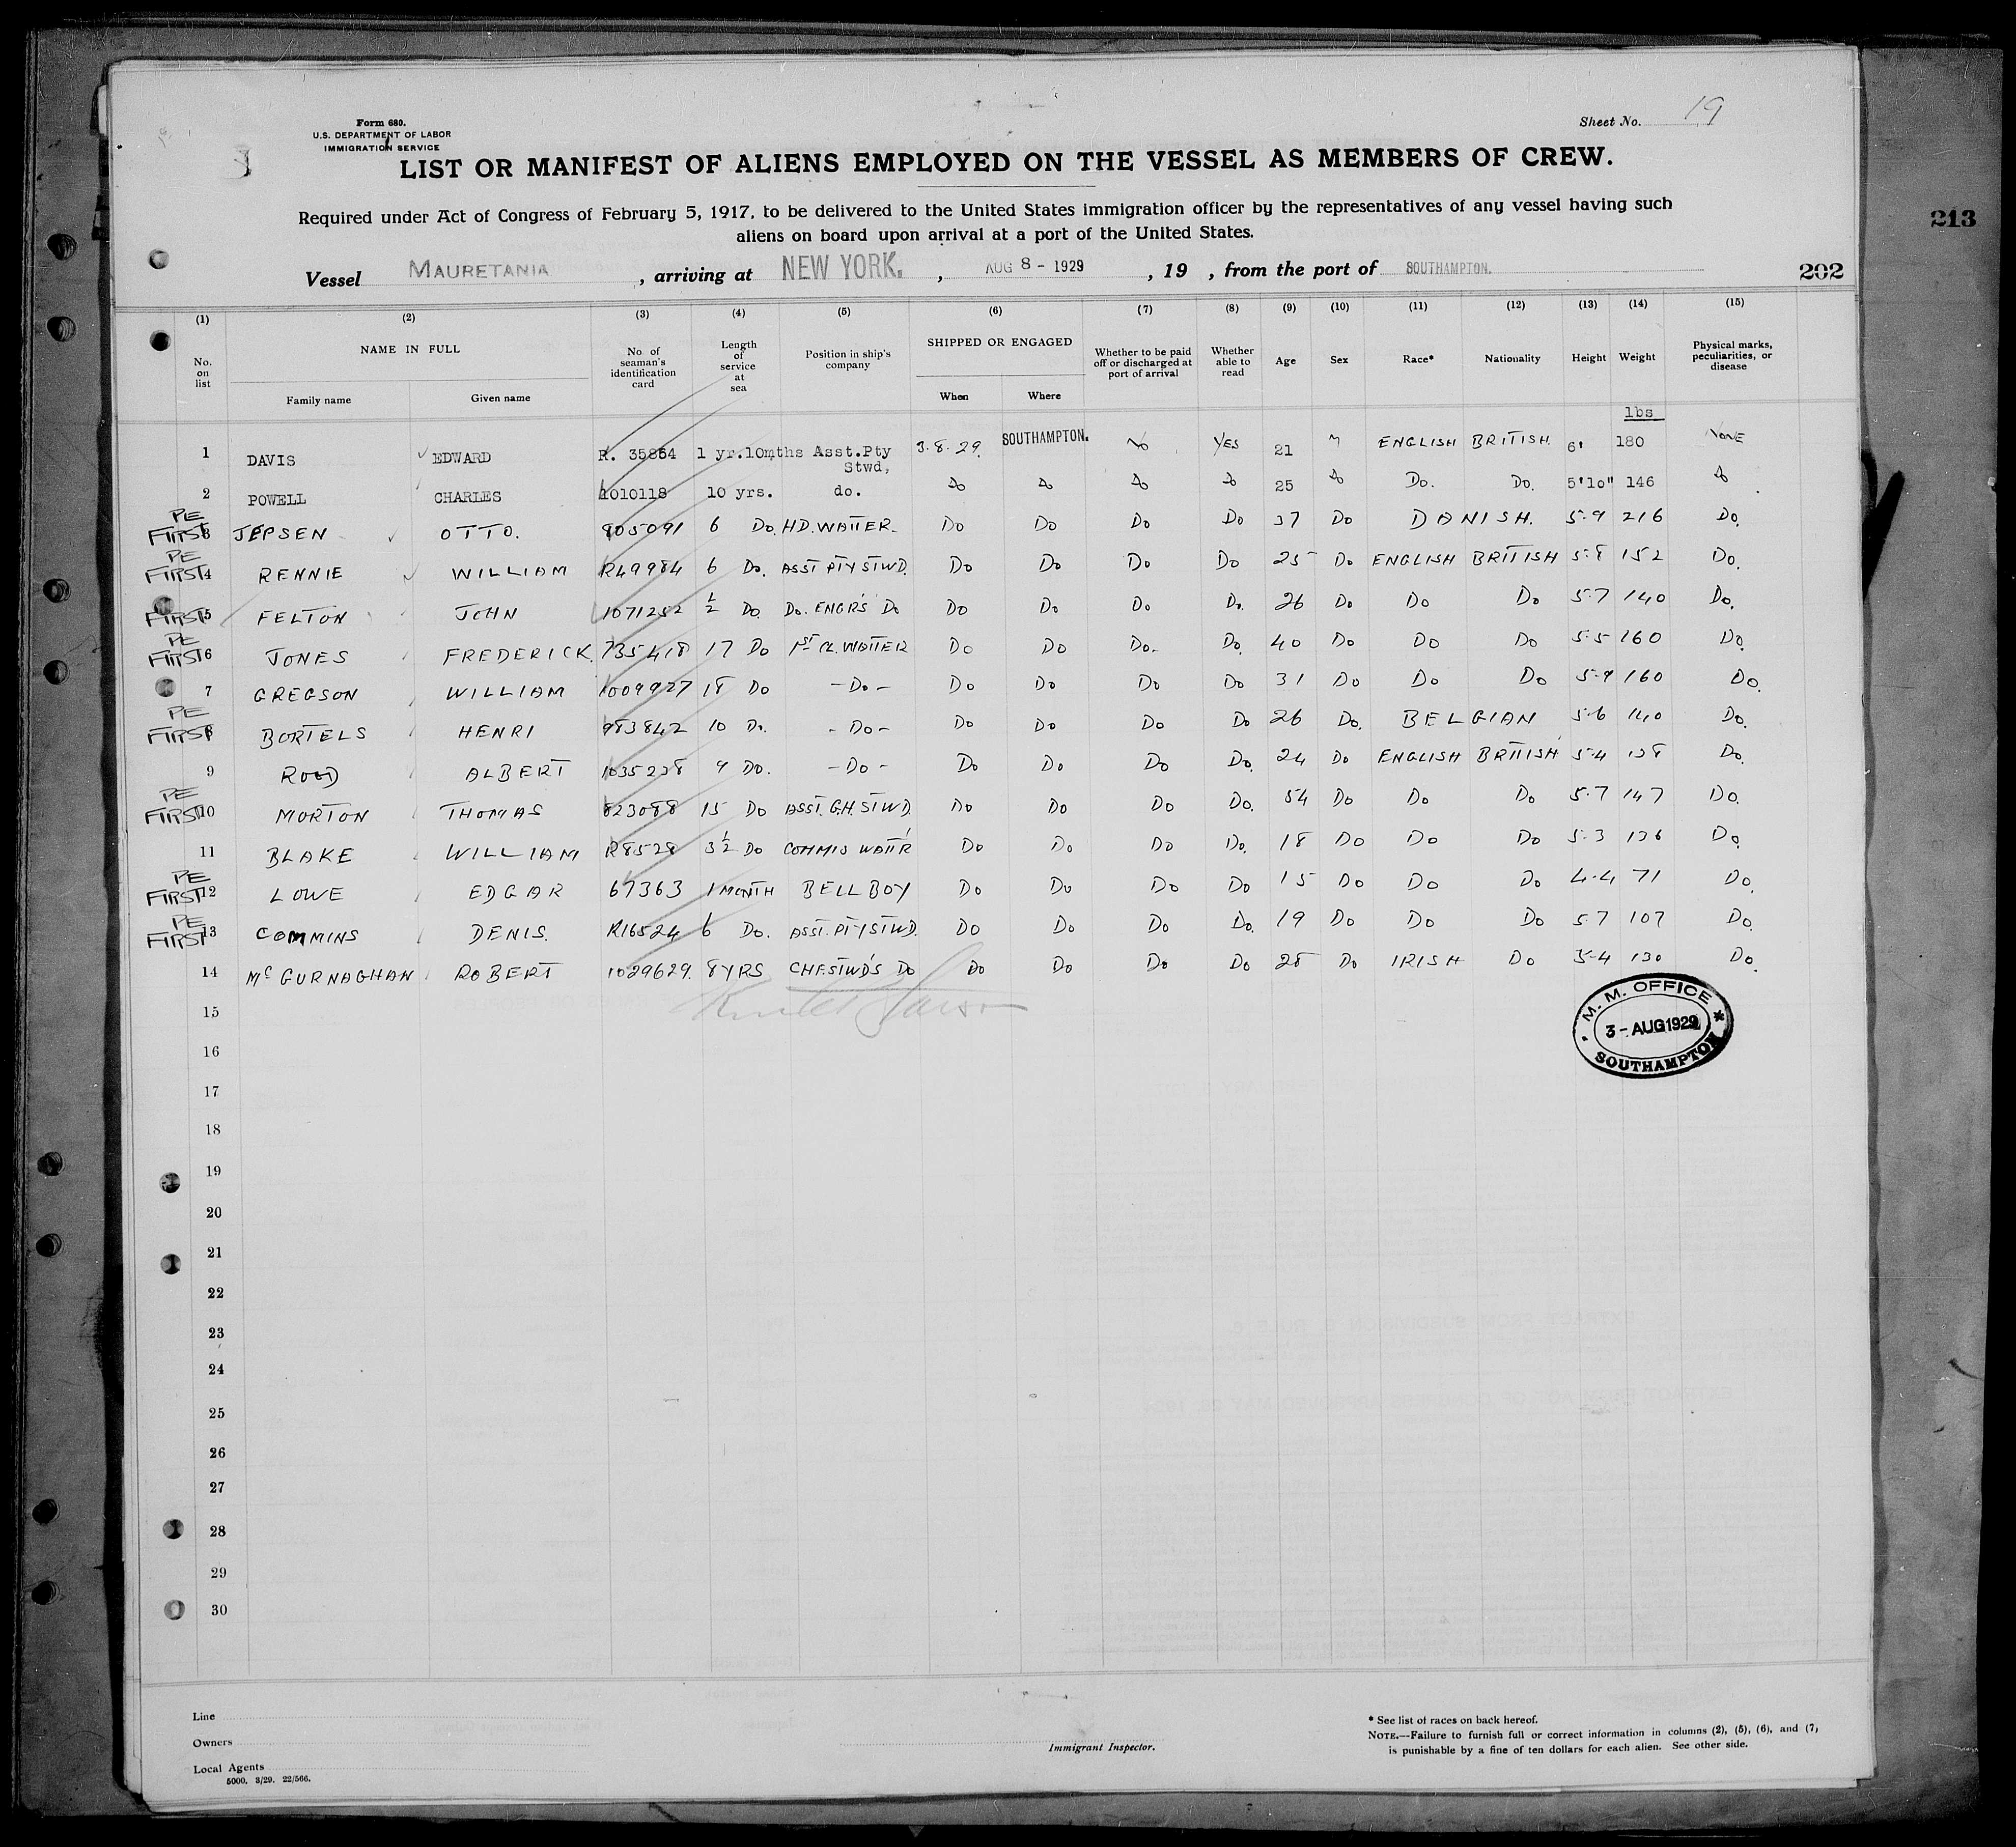 Form 680.
U.S. DEPARTMENT OF LABOR
IMMIGRATION SERVICE
Sheet No. 19
LIST OR MANIFEST OF ALIENS EMPLOYED ON THE VESSEL AS MEMBERS OF CREW.
Required under Act of Congress of February 5, 1917, to be delivered to the United States immigration officer by the representatives of any vessel having such
aliens on board upon arrival at a port of the United States.
213
Vessel MAURETANIA , arriving at NEW YORK. , AUG 8 - 1929 , 19 , from the port of SOUTHAMPTON. 202
(1) (2) (3) (4) (5) (6) (7) (8) (9) (10) (11) (12) (13) (14) (15)
No. on list NAME IN FULL Family name Given name No. of seaman's identification card Length of service at sea Position in ship's company SHIPPED OR ENGAGED When Where Whether to be paid off or discharged at port of arrival Whether able to read Age Sex Race* Nationality Height Weight Physical marks, peculiarities, or disease
lbs
1 DAVIS EDWARD R. 35864 1 yr.10mths Asst.Pty Stwd, 3.8.29. SOUTHAMPTON. No YES 21 M ENGLISH BRITISH 6' 180 NONE
2 POWELL CHARLES 1010118 10 yrs. do. Do Do Do Do 25 Do Do. Do. 5'10" 146 Do
PE FIRST 3 JEPSEN OTTO. 805091 6 Do. HD. WAITER. Do Do Do Do 37 Do DANISH. 5-9 216 Do.
PE FIRST 4 RENNIE WILLIAM R49984 6 Do. ASST PTY STWD. Do Do Do Do 25 Do ENGLISH BRITISH 5-8 152 Do.
FIRST 5 FELTON JOHN 1071252 ½ Do. Do. ENGR'S Do Do Do Do Do. 26 Do Do Do 5-7 140 Do.
PE FIRST 6 JONES FREDERICK. 735418 17 Do 1ST CL. WAITER Do Do Do. Do. 40 Do Do Do 5-5 160 Do.
7 GREGSON WILLIAM 1009927 18 Do -Do- Do Do Do Do 31 Do Do Do 5-9 160 Do.
PE FIRST 8 BORTELS HENRI 983842 10 Do. -Do- Do Do Do Do 26 Do. BELGIAN 5-6 140 Do.
9 ROOD ALBERT 1035238 9 Do. -Do- Do Do Do Do. 24 Do ENGLISH BRITISH 5-4 138 Do.
PE FIRST 10 MORTON THOMAS 823088 15 Do ASST. G.H. STWD. Do Do Do Do. 54 Do Do Do 5-7 147 Do.
11 BLAKE WILLIAM R8528 3½ Do COMMIS WAIT'R Do Do Do Do. 18 Do Do Do 5-3 136 Do.
PE FIRST 12 LOWE EDGAR 67363 1 MONTH BELL BOY Do Do Do Do 15 Do Do Do 4-4 71 Do.
PE FIRST 13 COMMINS DENIS. R16524 6 Do. ASST. PTY STWD. Do Do Do Do. 19 Do Do Do 5-7 107 Do.
14 McGURNAGHAN ROBERT 1029629. 8 YRS CH. STWD'S Do Do Do Do Do 28 Do IRISH Do 5-4 130 Do.
15
M. M. OFFICE
3 - AUG 1929
SOUTHAMPTON
16
17
18
19
20
21
22
23
24
25
26
27
28
29
30
Line
Owners
Local Agents
5000. 3/29. 22/566.
Immigrant Inspector.
* See list of races on back hereof.
NOTE.—Failure to furnish full or correct information in columns (2), (5), (6), and (7,
is punishable by a fine of ten dollars for each alien. See other side.